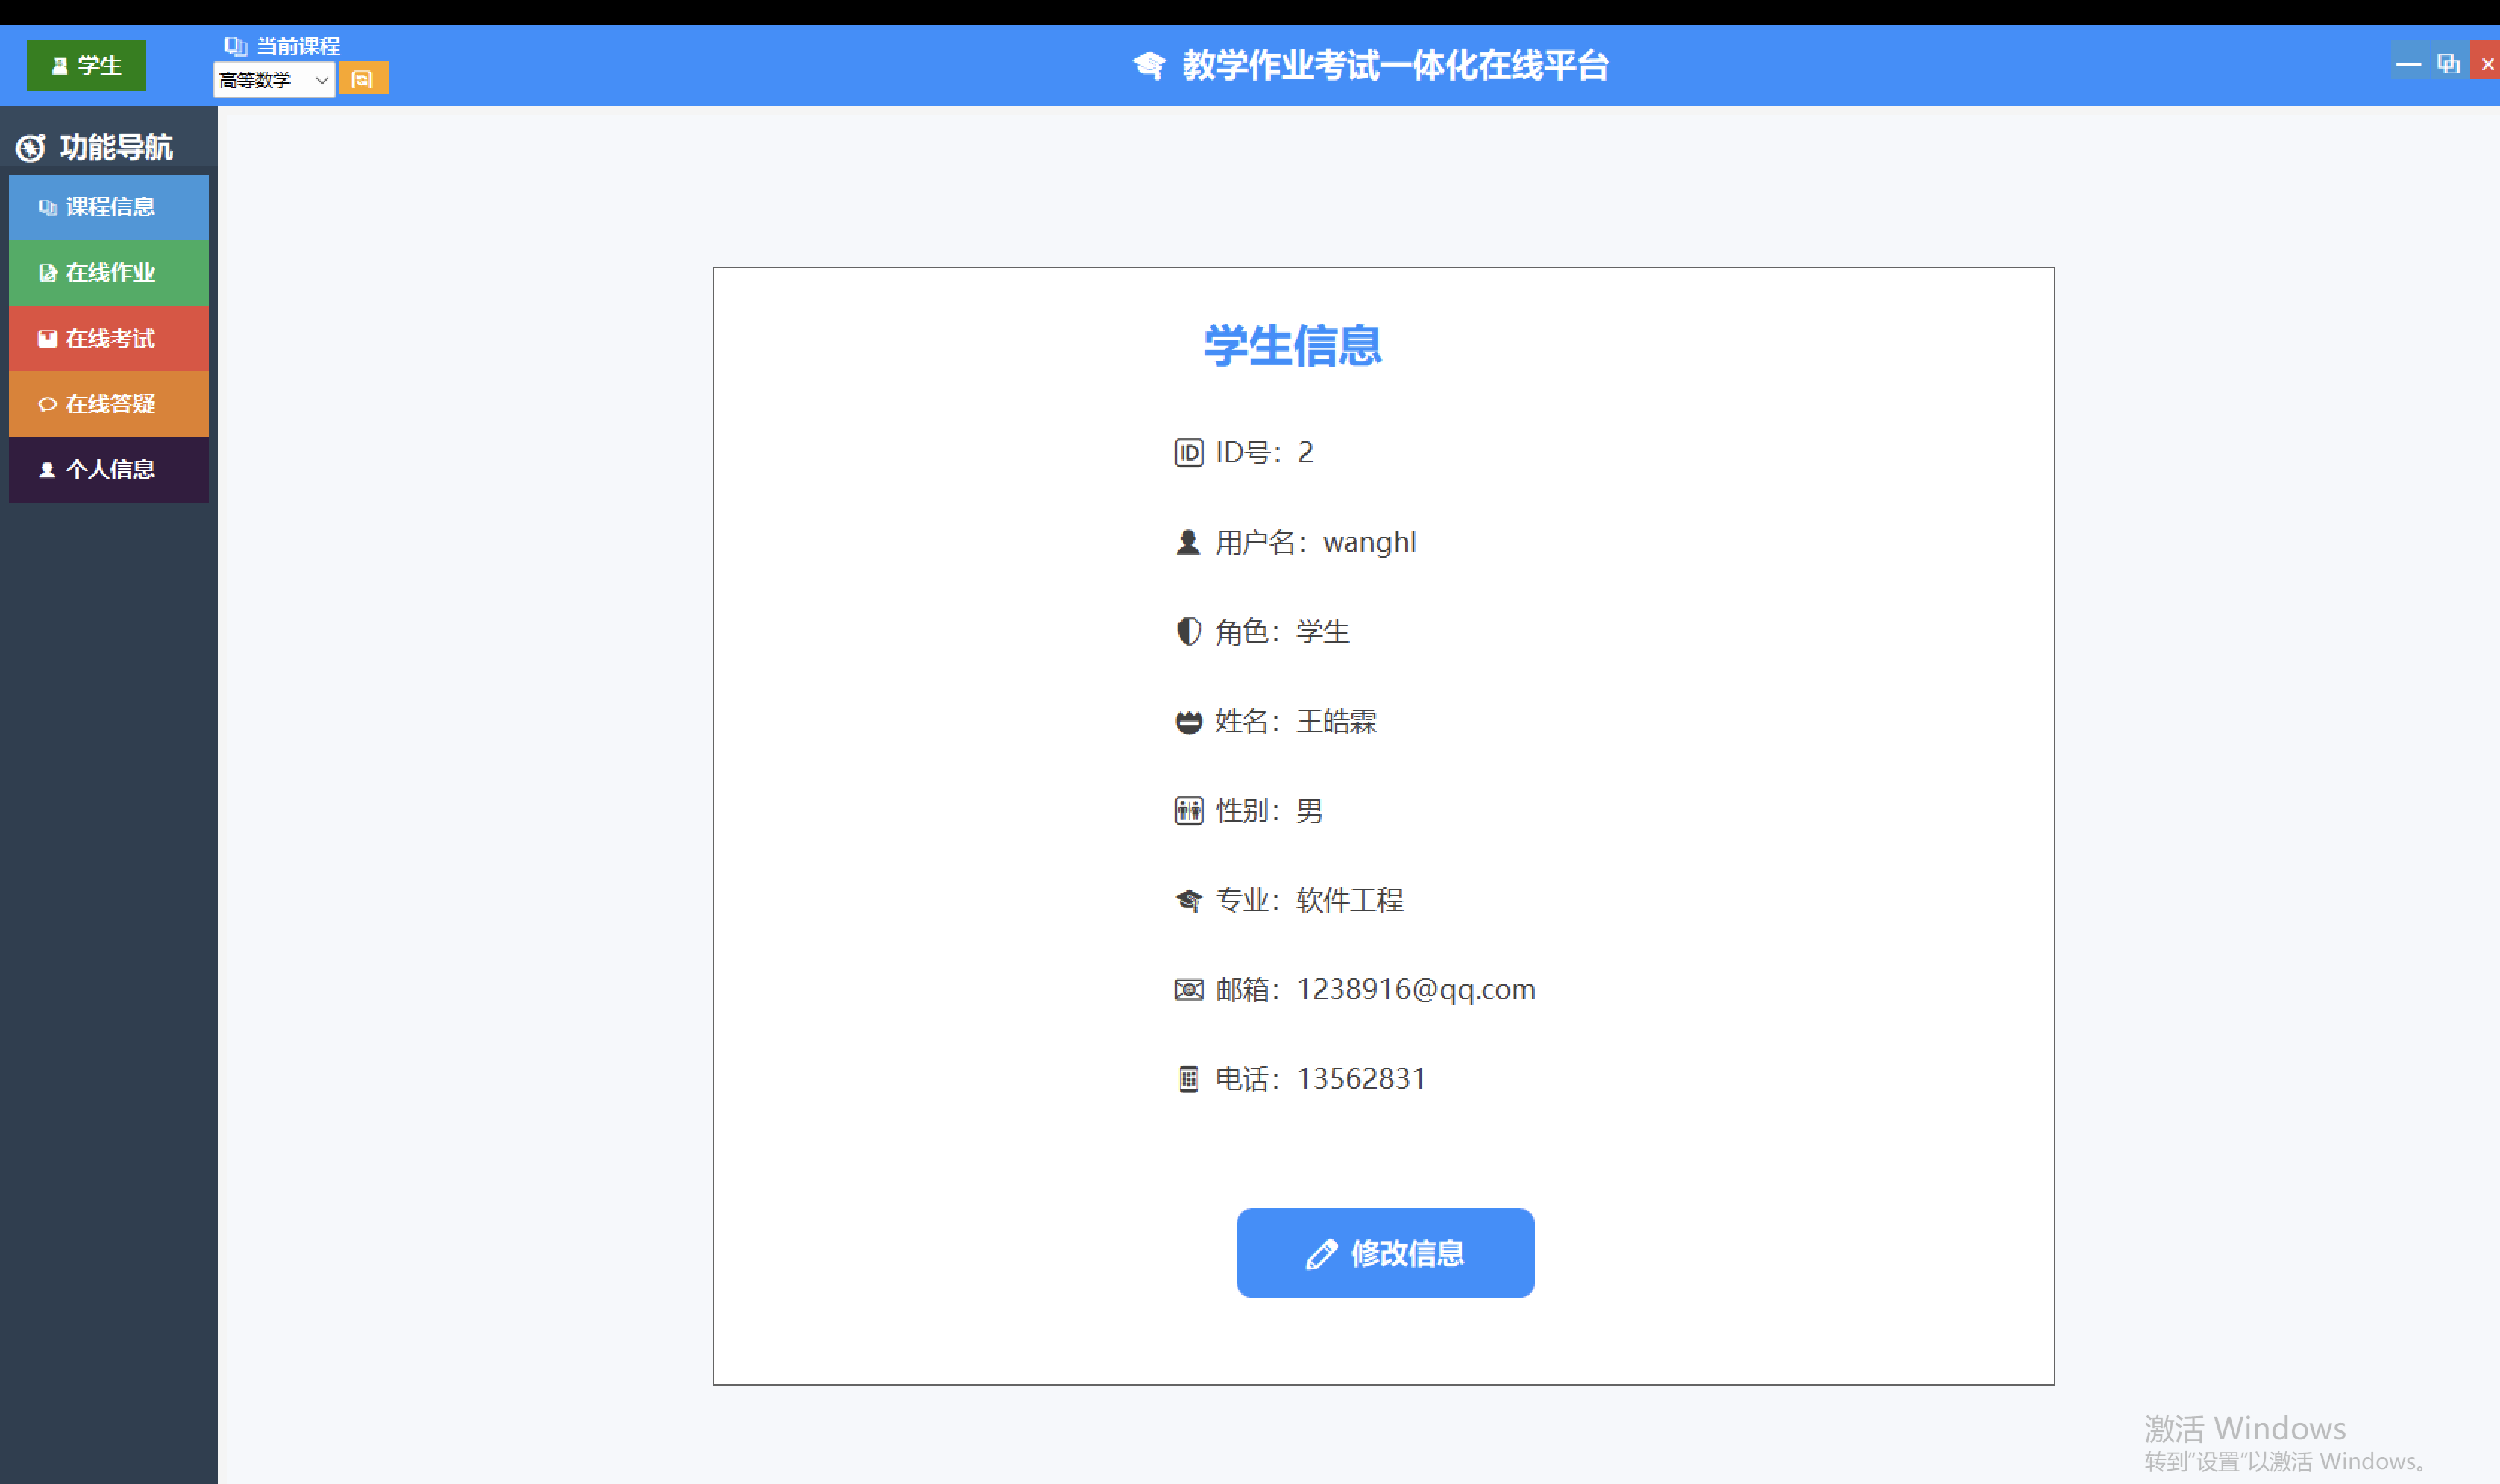 学生
当前课程
高等数学
教学作业考试一体化在线平台
功能导航
课程信息
在线作业
在线考试
在线答疑
个人信息
学生信息
ID号：2
用户名：wanghl
角色：学生
姓名：王皓霖
性别：男
专业：软件工程
邮箱：1238916@qq.com
电话：13562831
修改信息
激活 Windows
转到“设置”以激活 Windows。